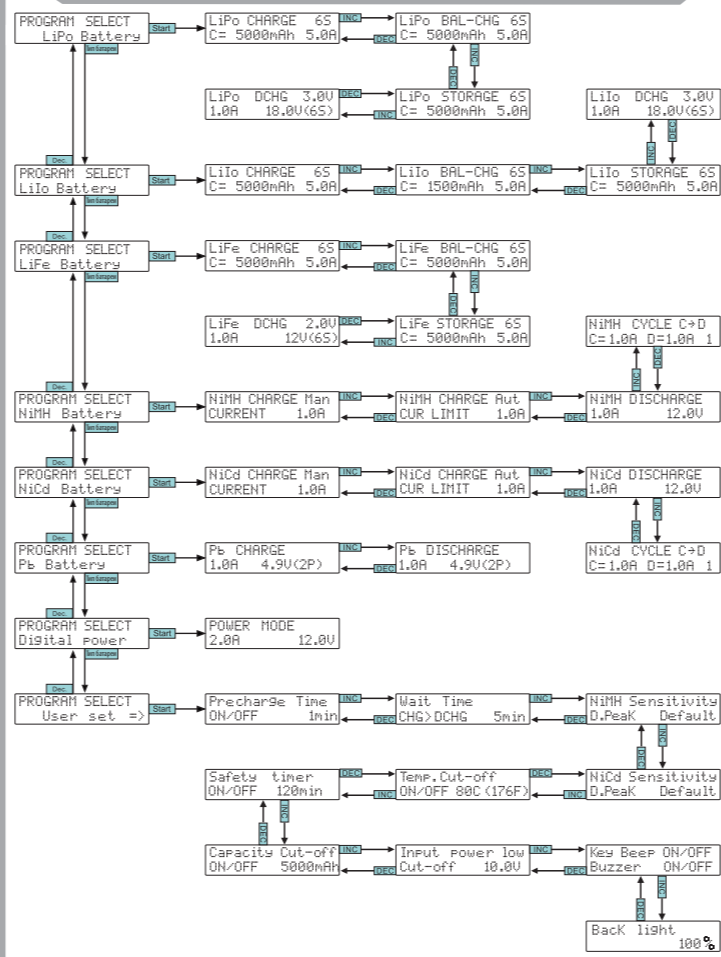 PROGRAM SELECT
LiPo Battery
Start
LiPo CHARGE 6S
C= 5000mAh 5.0A
INC
DEC
LiPo BAL-CHG 6S
C= 5000mAh 5.0A
DEC
INC
LiPo DCHG 3.0V
1.0A 18.0V(6S)
DEC
INC
LiPo STORAGE 6S
C= 5000mAh 5.0A
LiIo DCHG 3.0V
1.0A 18.0V(6S)
INC
DEC
Dec.
PROGRAM SELECT
LiIo Battery
Start
LiIo CHARGE 6S
C= 5000mAh 5.0A
INC
DEC
LiIo BAL-CHG 6S
C= 1500mAh 5.0A
INC
DEC
LiIo STORAGE 6S
C= 5000mAh 5.0A
Dec.
PROGRAM SELECT
LiFe Battery
Start
LiFe CHARGE 6S
C= 5000mAh 5.0A
INC
DEC
LiFe BAL-CHG 6S
C= 5000mAh 5.0A
DEC
INC
LiFe DCHG 2.0V
1.0A 12V(6S)
DEC
INC
LiFe STORAGE 6S
C= 5000mAh 5.0A
NiMH CYCLE C→D
C=1.0A D=1.0A 1
INC
DEC
Dec.
PROGRAM SELECT
NiMH Battery
Start
NiMH CHARGE Man
CURRENT 1.0A
INC
DEC
NiMH CHARGE Aut
CUR LIMIT 1.0A
INC
DEC
NiMH DISCHARGE
1.0A 12.0V
Dec.
PROGRAM SELECT
NiCd Battery
Start
NiCd CHARGE Man
CURRENT 1.0A
INC
DEC
NiCd CHARGE Aut
CUR LIMIT 1.0A
INC
DEC
NiCd DISCHARGE
1.0A 12.0V
DEC
INC
NiCd CYCLE C→D
C=1.0A D=1.0A 1
Dec.
PROGRAM SELECT
Pb Battery
Start
Pb CHARGE
1.0A 4.9V(2P)
INC
DEC
Pb DISCHARGE
1.0A 4.9V(2P)
Dec.
PROGRAM SELECT
Digital power
Start
POWER MODE
2.0A 12.0V
Dec.
PROGRAM SELECT
User set =>
Start
Precharge Time
ON/OFF 1min
INC
DEC
Wait Time
CHG>DCHG 5min
INC
DEC
NiMH Sensitivity
D.Peak Default
DEC
INC
Safety timer
ON/OFF 120min
DEC
INC
Temp.Cut-off
ON/OFF 80C(176F)
DEC
INC
NiCd Sensitivity
D.Peak Default
DEC
INC
Capacity Cut-off
ON/OFF 5000mAh
INC
DEC
Input power low
Cut-off 10.0V
INC
DEC
Key Beep ON/OFF
Buzzer ON/OFF
DEC
INC
Back light
100%